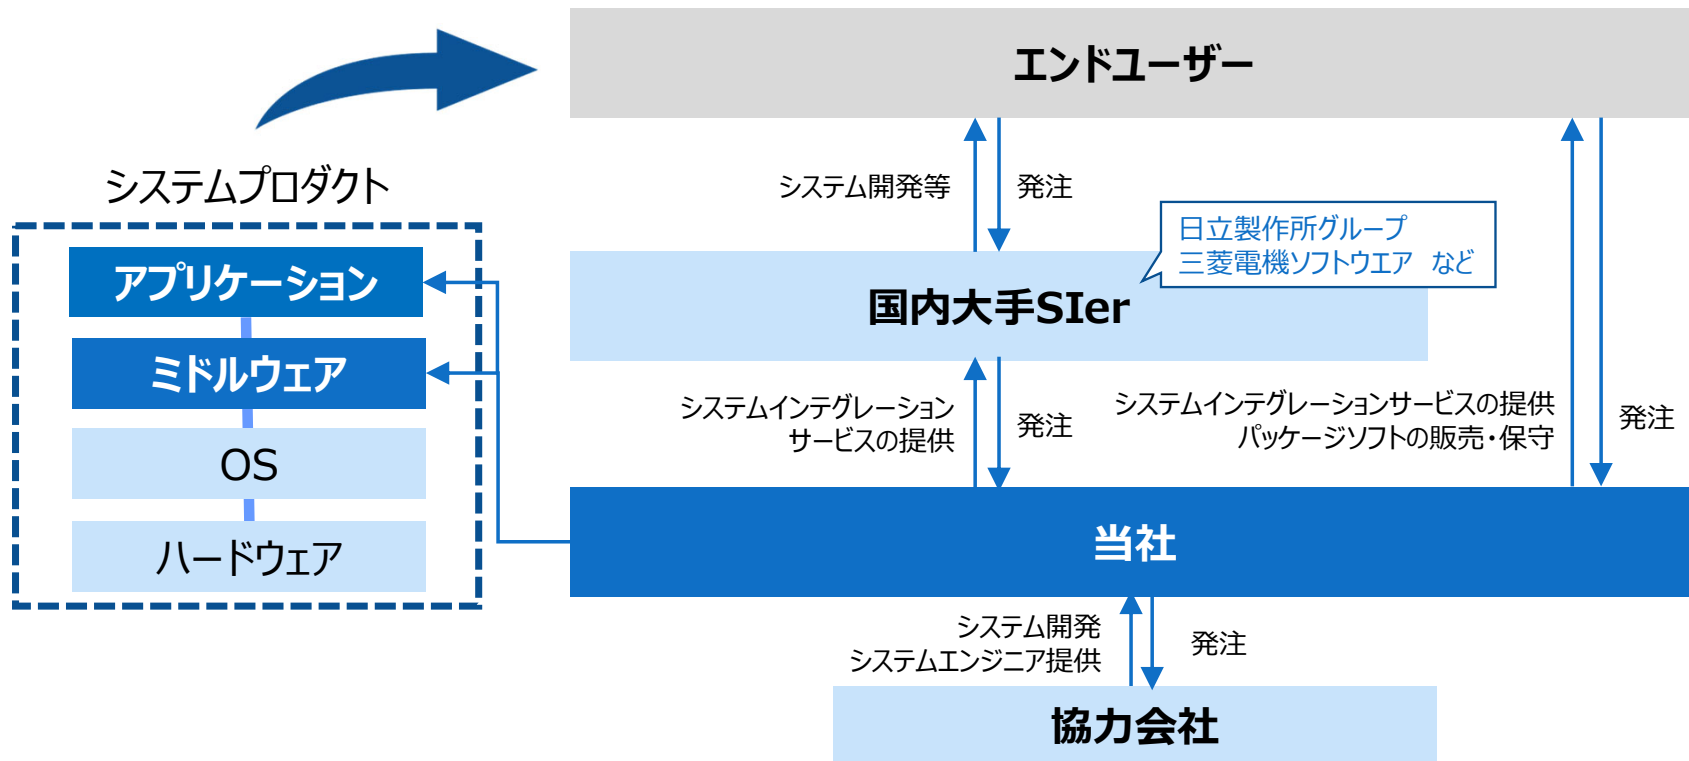 エンドユーザー
システムプロダクト
システム開発等
発注
日立製作所グループ
三菱電機ソフトウエア など
アプリケーション
国内大手SIer
ミドルウェア
システムインテグレーション
サービスの提供
発注
システムインテグレーションサービスの提供
パッケージソフトの販売・保守
発注
OS
ハードウェア
当社
システム開発
システムエンジニア提供
発注
協力会社